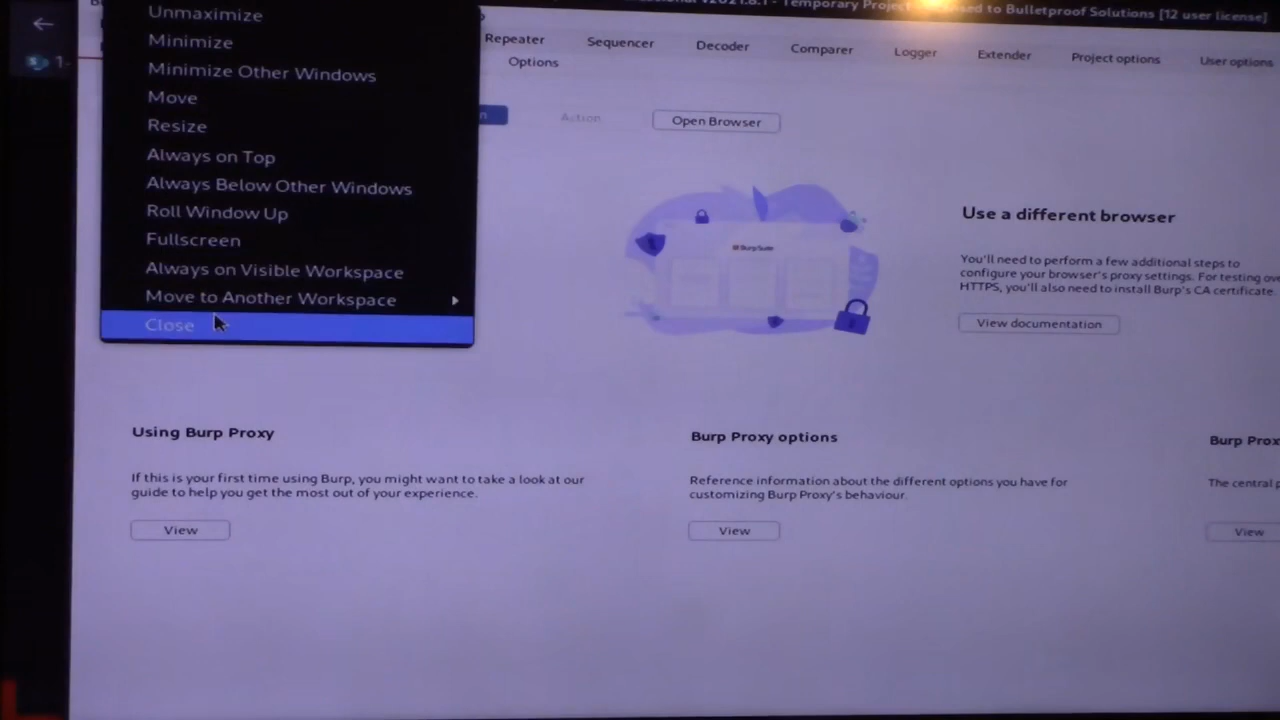 Unmaximize
Minimize
Minimize Other Windows
Move
Resize
Always on Top
Always Below Other Windows
Roll Window Up
Fullscreen
Always on Visible Workspace
Move to Another Workspace
Close
Temporary Project
to Bulletproof Solutions [12 user license]
Repeater
Sequencer
Decoder
Comparer
Logger
Extender
Project options
User options
Options
Action
Open Browser
Burp Suite
Use a different browser
You'll need to perform a few additional steps to
configure your browser's proxy settings. For testing
HTTPS, you'll also need to install Burp's CA certificate.
View documentation
Using Burp Proxy
If this is your first time using Burp, you might want to take a look at our
guide to help you get the most out of your experience.
View
Burp Proxy options
Reference information about the different options you have for
customizing Burp Proxy's behaviour.
View
Burp
The central
View